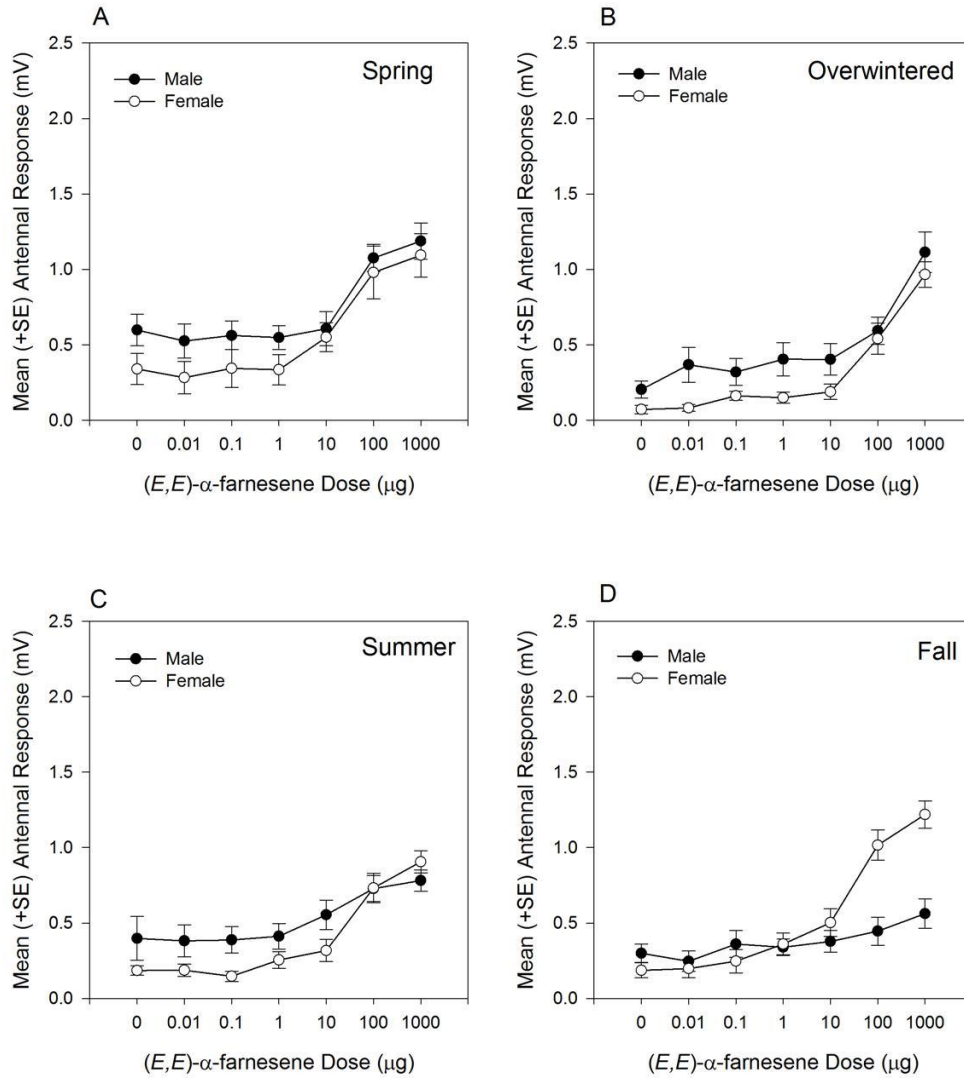 A
Spring
Male
Female
2.5
2.0
1.5
1.0
0.5
0.0
Mean (+SE) Antennal Response (mV)
0 0.01 0.1 1 10 100 1000
(E,E)-α-farnesene Dose (μg)
B
Overwintered
Male
Female
2.5
2.0
1.5
1.0
0.5
0.0
Mean (+SE) Antennal Response (mV)
0 0.01 0.1 1 10 100 1000
(E,E)-α-farnesene Dose (μg)
C
Summer
Male
Female
2.5
2.0
1.5
1.0
0.5
0.0
Mean (+SE) Antennal Response (mV)
0 0.01 0.1 1 10 100 1000
(E,E)-α-farnesene Dose (μg)
D
Fall
Male
Female
2.5
2.0
1.5
1.0
0.5
0.0
Mean (+SE) Antennal Response (mV)
0 0.01 0.1 1 10 100 1000
(E,E)-α-farnesene Dose (μg)